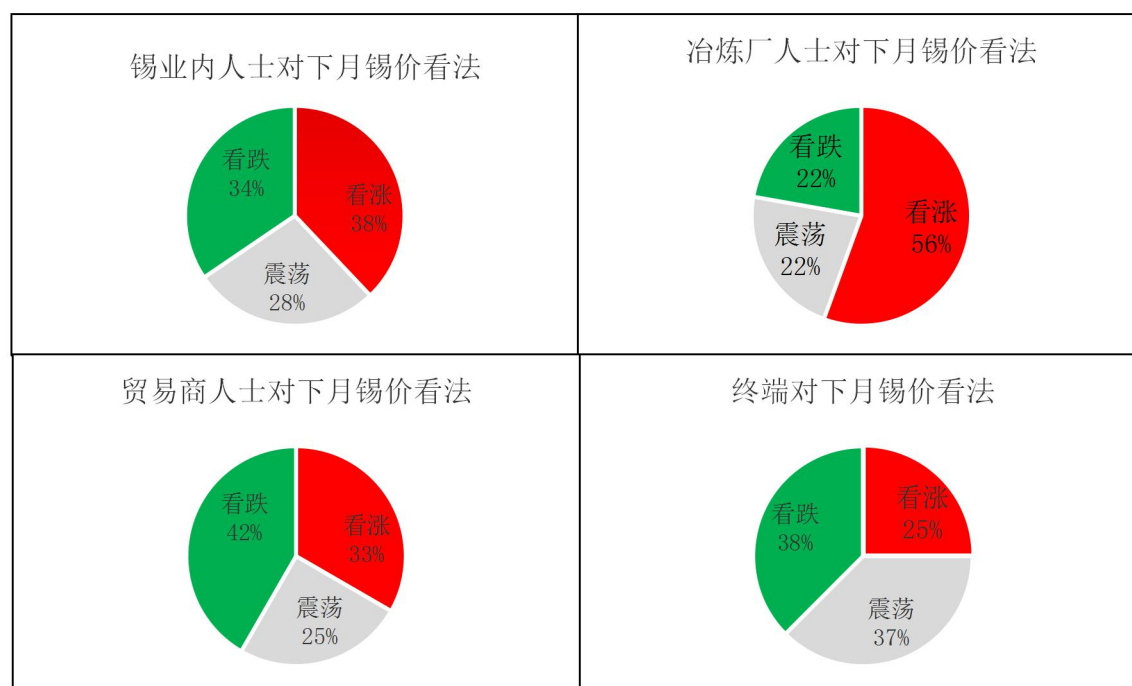 锡业内人士对下月锡价看法
看跌
34%
看涨
38%
震荡
28%
冶炼厂人士对下月锡价看法
看跌
22%
看涨
56%
震荡
22%
贸易商人士对下月锡价看法
看跌
42%
看涨
33%
震荡
25%
终端对下月锡价看法
看跌
38%
看涨
25%
震荡
37%